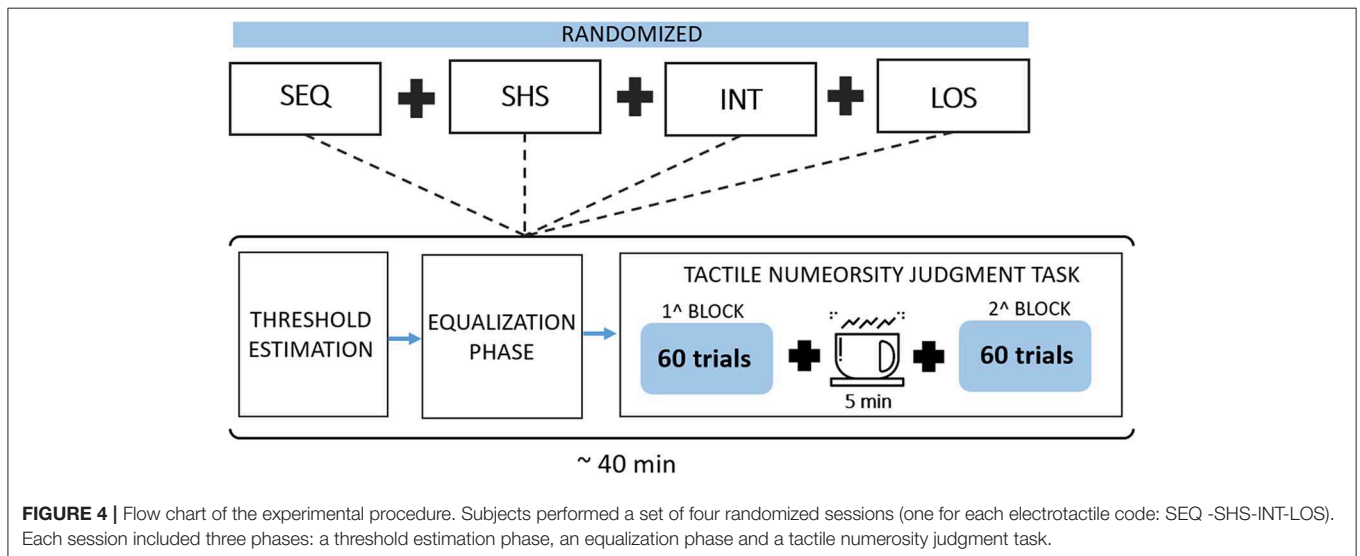 RANDOMIZED
SEQ SHS INT LOS
TACTILE NUMEORSITY JUDGMENT TASK
1^ BLOCK 2^ BLOCK
THRESHOLD ESTIMATION
EQUALIZATION PHASE
60 trials 60 trials
5 min
~ 40 min
FIGURE 4 | Flow chart of the experimental procedure. Subjects performed a set of four randomized sessions (one for each electrotactile code: SEQ -SHS-INT-LOS).
Each session included three phases: a threshold estimation phase, an equalization phase and a tactile numerosity judgment task.